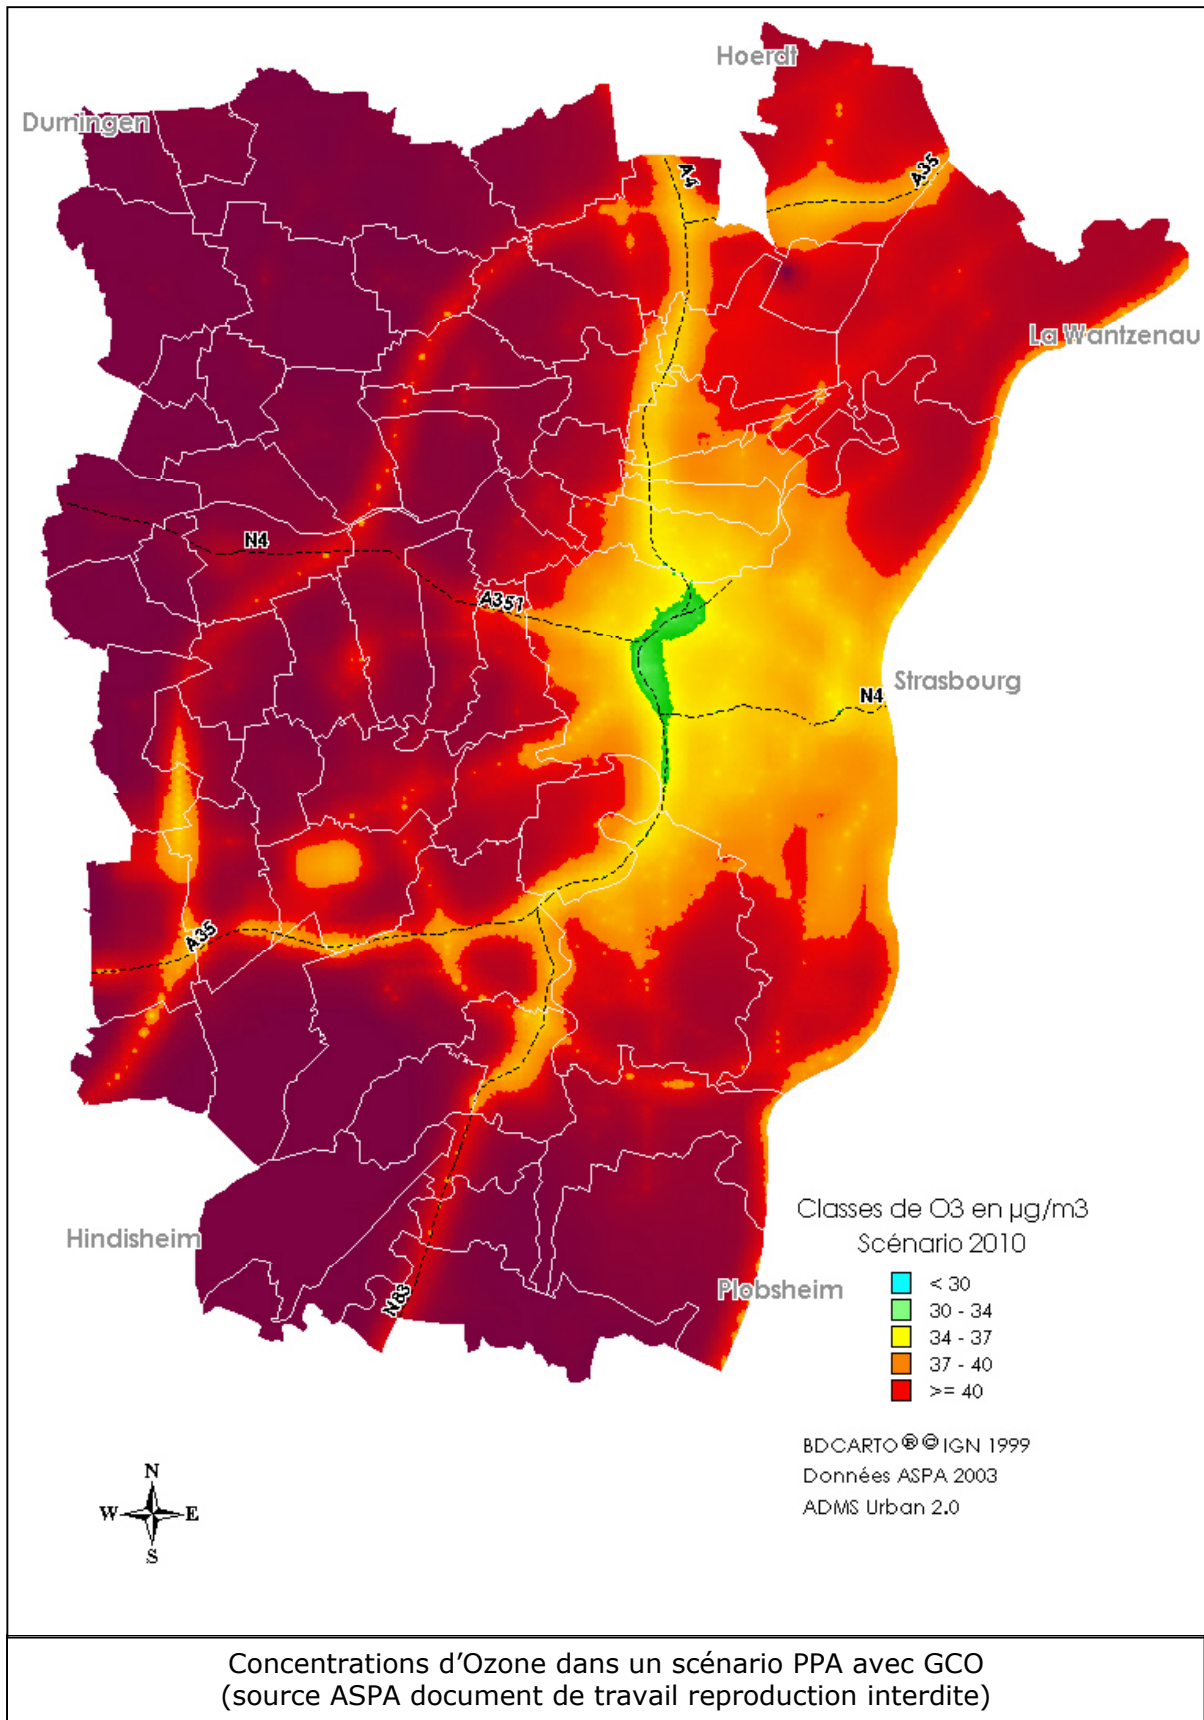 Hoerdt
Durningen
A4
A35
La Wantzenau
N4
A351
Strasbourg
N4
A35
Hindisheim
N83
Plobsheim
Classes de O3 en µg/m3
Scénario 2010
< 30
30 - 34
34 - 37
37 - 40
>= 40
BDCARTO®© IGN 1999
Données ASPA 2003
ADMS Urban 2.0
N
W E
S
Concentrations d'Ozone dans un scénario PPA avec GCO
(source ASPA document de travail reproduction interdite)